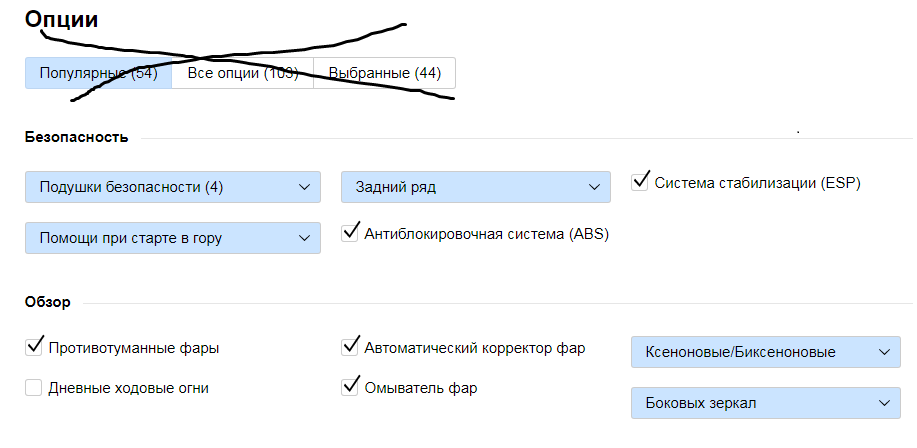 Опции
Популярные (54) Все опции (103) Выбранные (44)
Безопасность
Подушки безопасности (4) Задний ряд Система стабилизации (ESP)
Помощи при старте в гору Антиблокировочная система (ABS)
Обзор
Противотуманные фары Автоматический корректор фар Ксеноновые/Биксеноновые
Дневные ходовые огни Омыватель фар Боковых зеркал